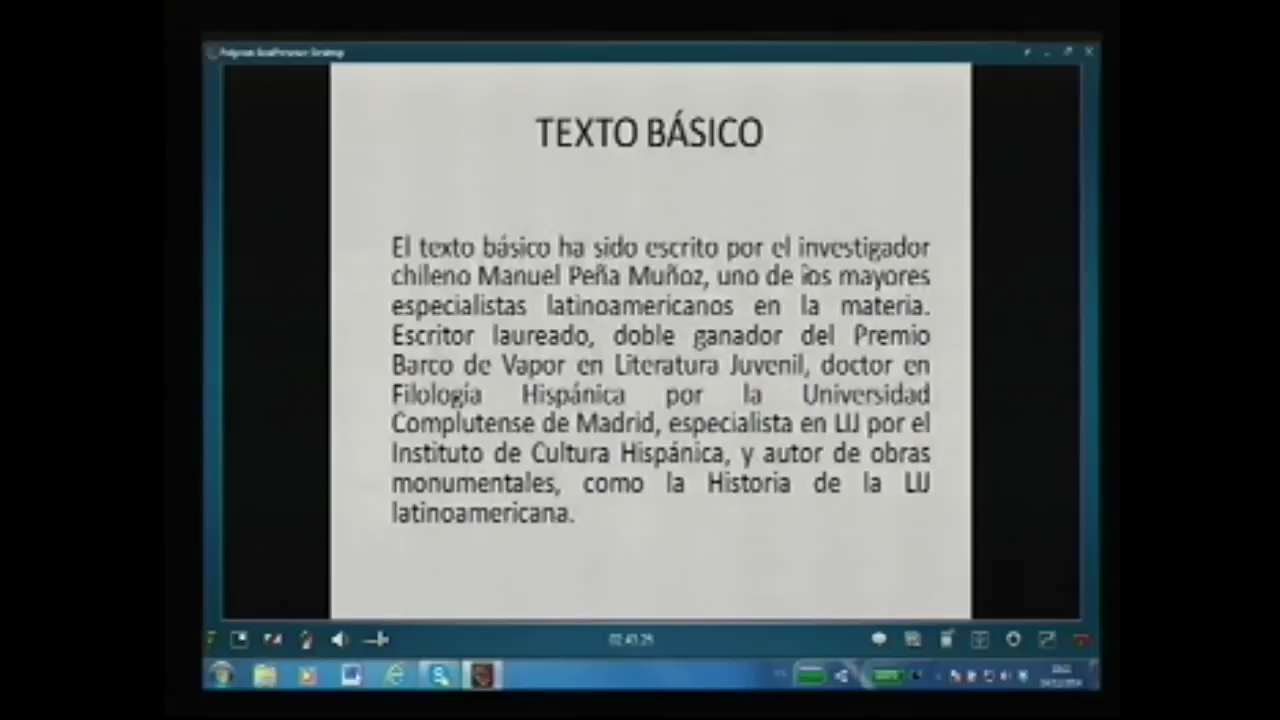 TEXTO BÁSICO
El texto básico ha sido escrito por el investigador
chileno Manuel Peña Muñoz, uno de los mayores
especialistas latinoamericanos en la materia.
Escritor laureado, doble ganador del Premio
Barco de Vapor en Literatura Juvenil, doctor en
Filología Hispánica por la Universidad
Complutense de Madrid, especialista en LIJ por el
Instituto de Cultura Hispánica, y autor de obras
monumentales, como la Historia de la LIJ
latinoamericana.